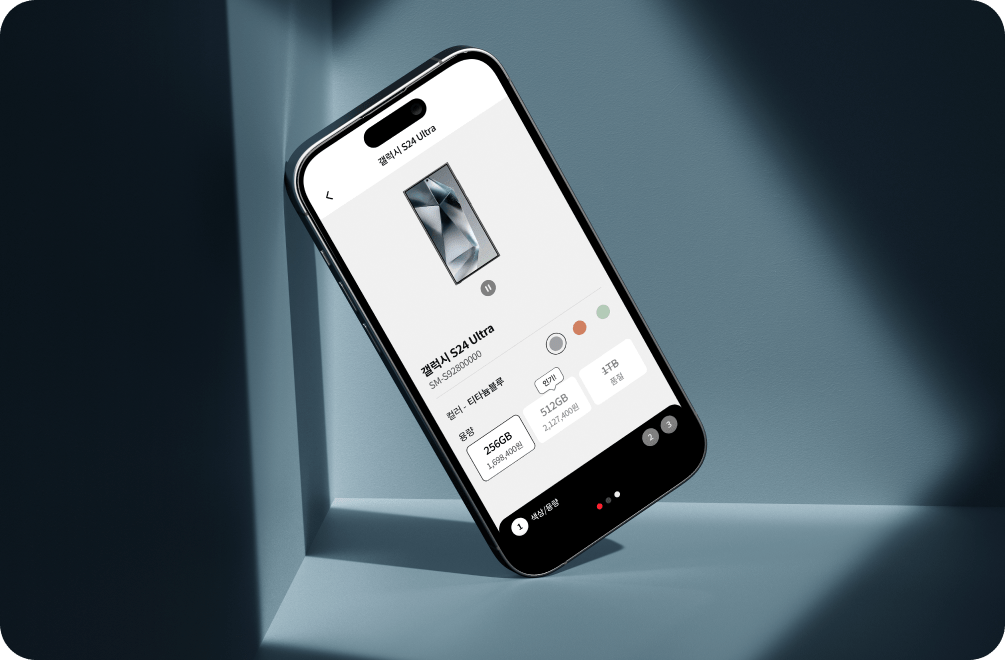 갤럭시 S24 Ultra
갤럭시 S24 Ultra
SM-S92800000
컬러 - 티타늄블루
용량
인기!
256GB
1,698,400원
512GB
2,127,400원
1TB
품절
1 색상/용량
2 3